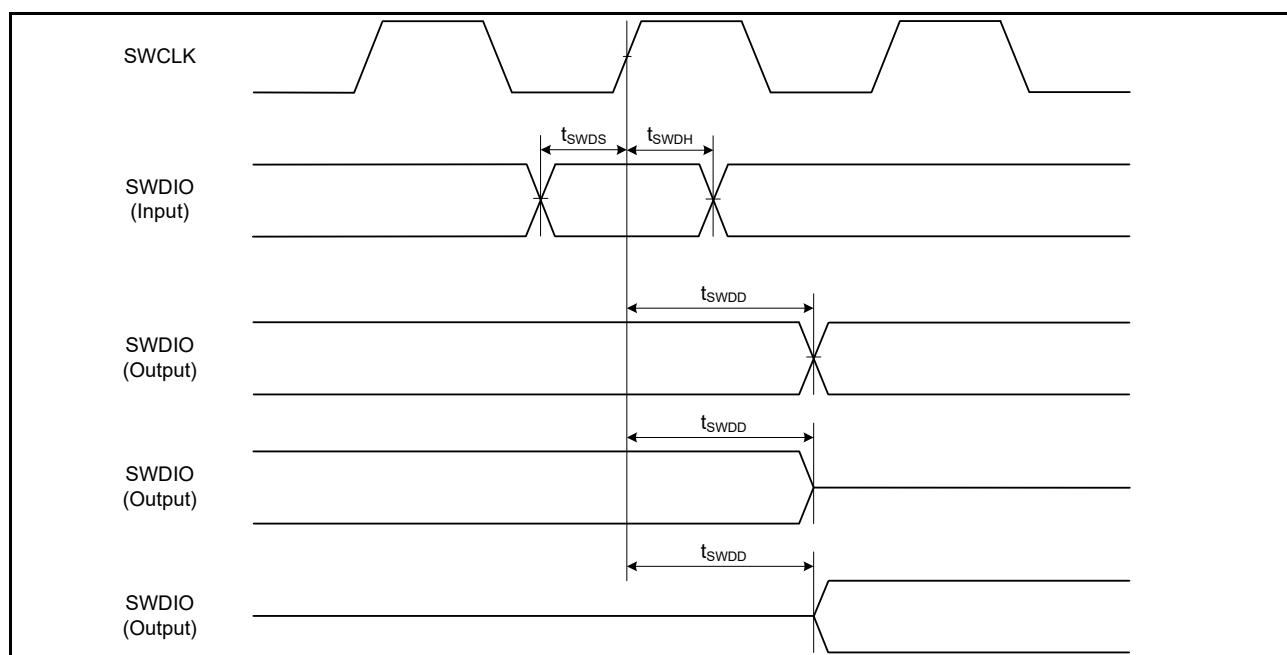 SWCLK
tSWDS
tSWDH
SWDIO
(Input)
tSWDD
SWDIO
(Output)
tSWDD
SWDIO
(Output)
tSWDD
SWDIO
(Output)